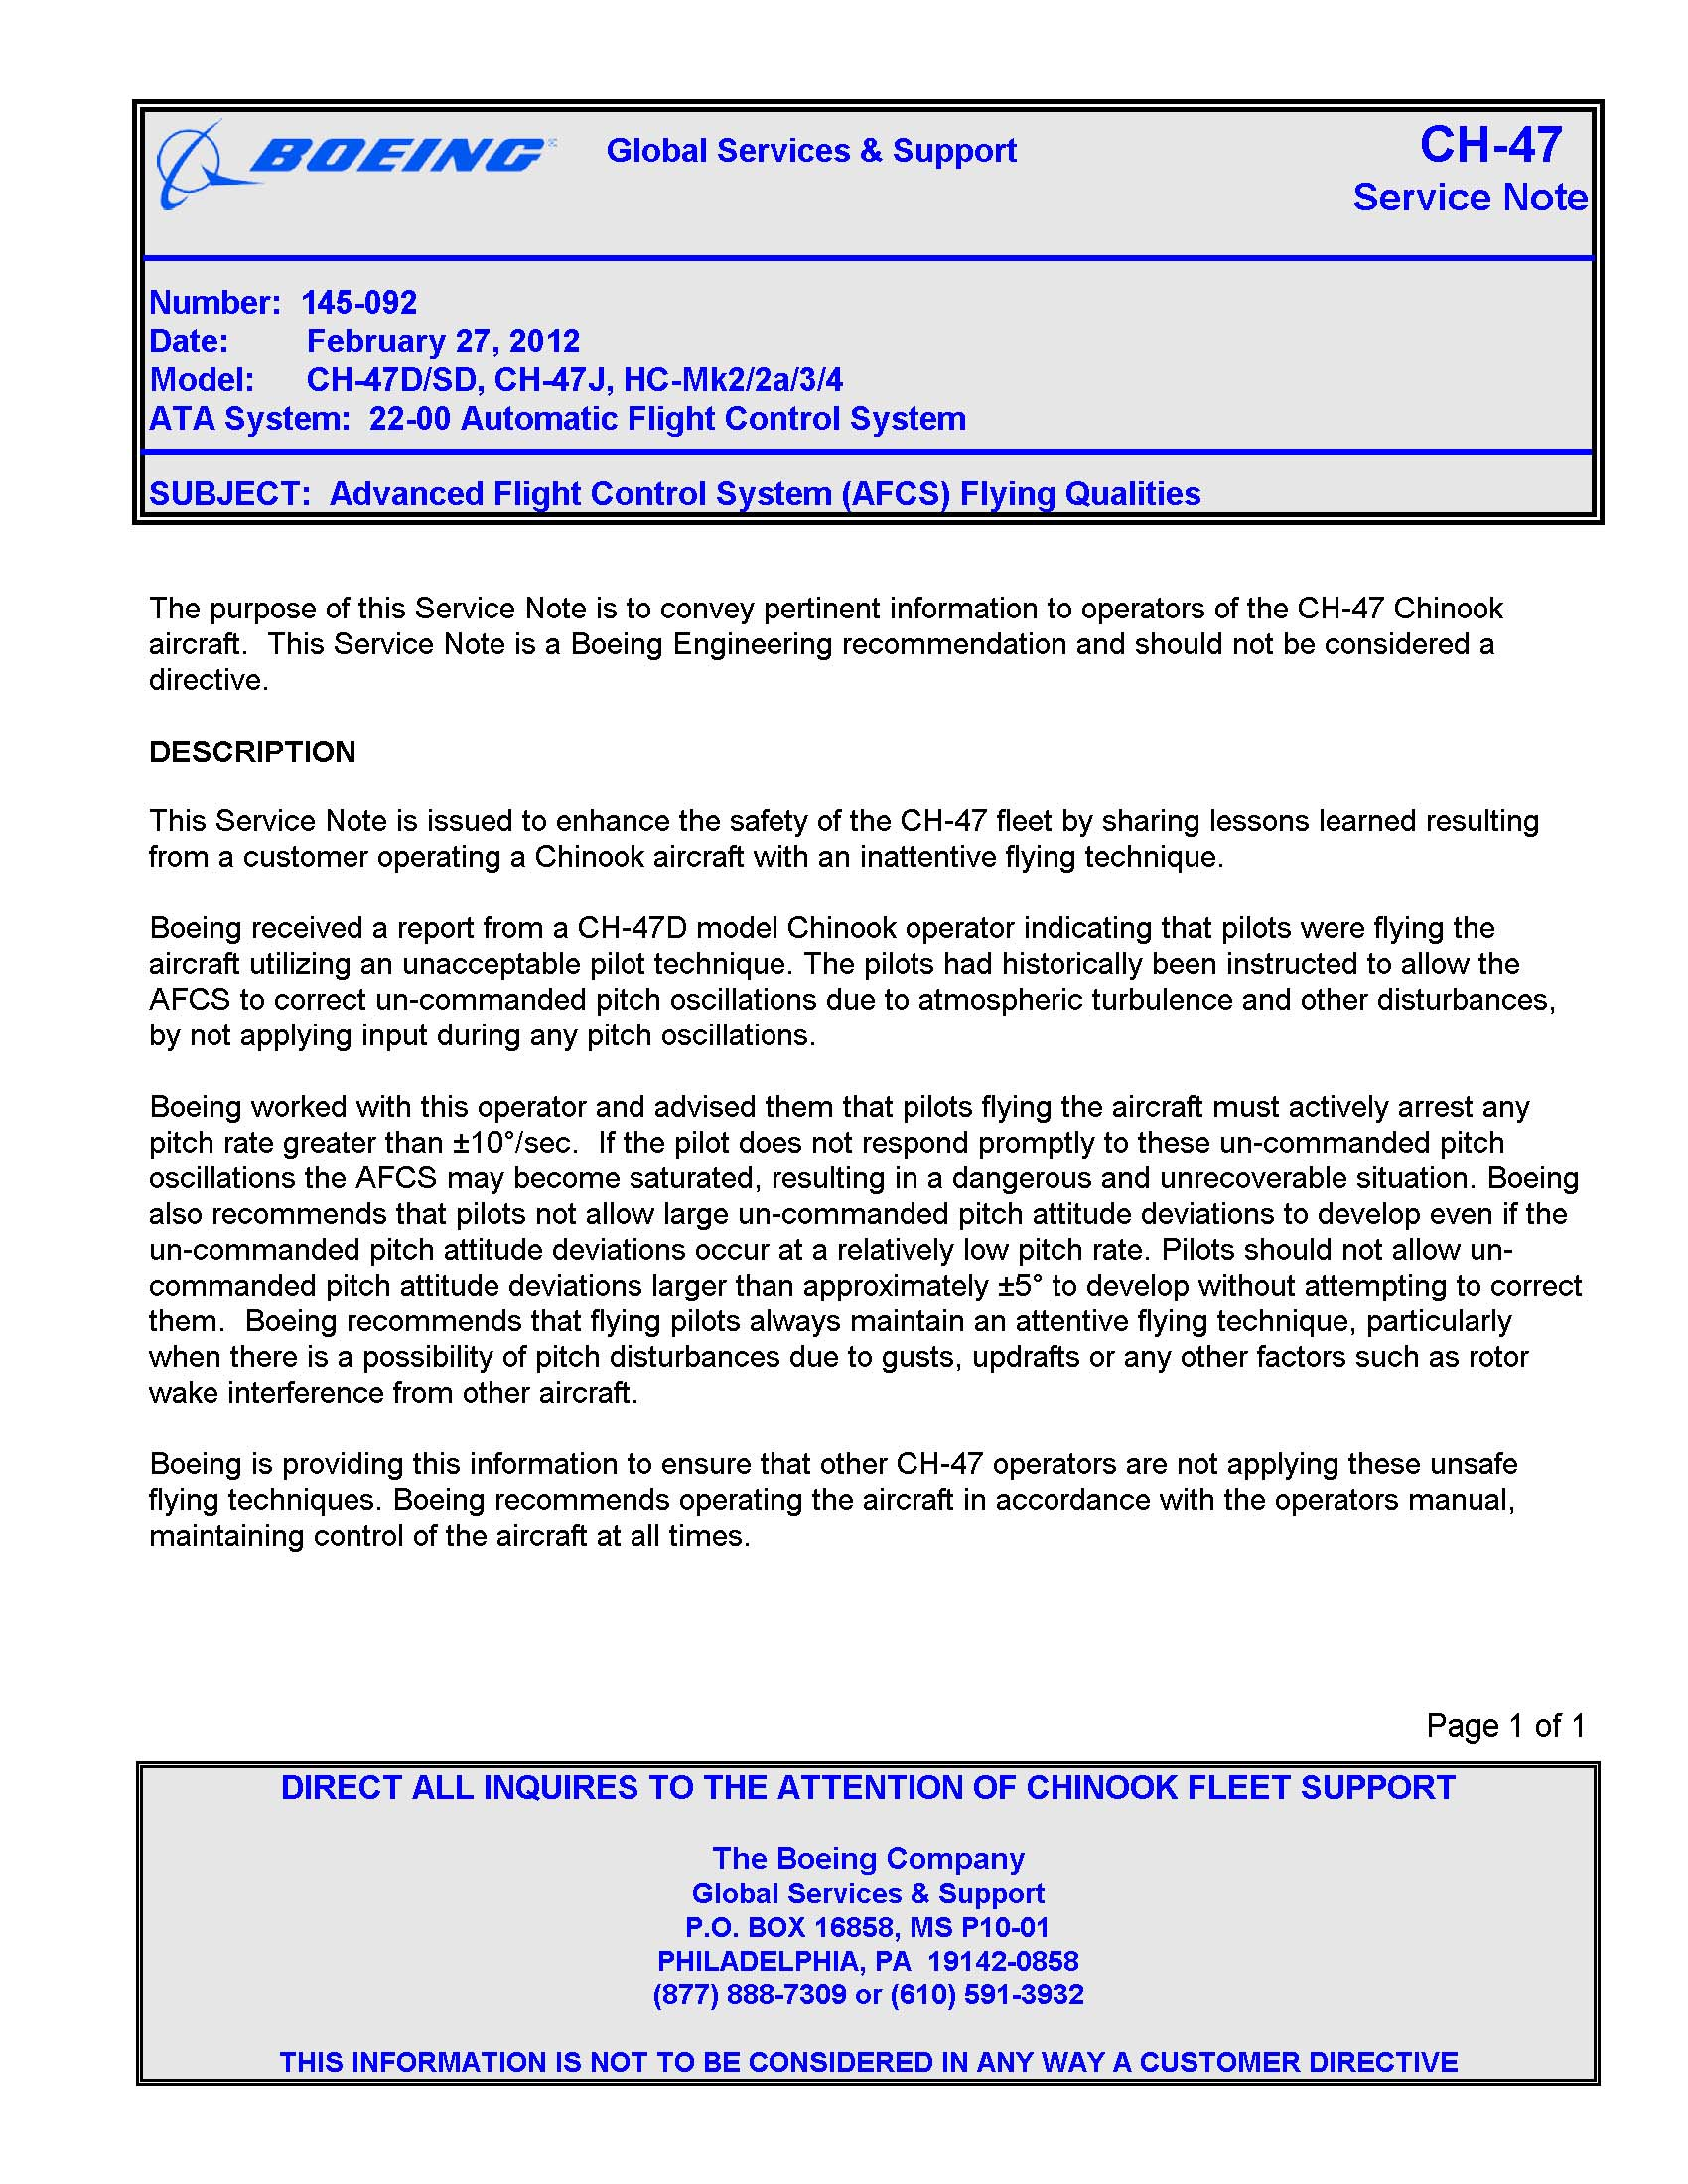 BOEING® Global Services & Support CH-47
Service Note
Number: 145-092
Date: February 27, 2012
Model: CH-47D/SD, CH-47J, HC-Mk2/2a/3/4
ATA System: 22-00 Automatic Flight Control System
SUBJECT: Advanced Flight Control System (AFCS) Flying Qualities
The purpose of this Service Note is to convey pertinent information to operators of the CH-47 Chinook
aircraft. This Service Note is a Boeing Engineering recommendation and should not be considered a
directive.
DESCRIPTION
This Service Note is issued to enhance the safety of the CH-47 fleet by sharing lessons learned resulting
from a customer operating a Chinook aircraft with an inattentive flying technique.
Boeing received a report from a CH-47D model Chinook operator indicating that pilots were flying the
aircraft utilizing an unacceptable pilot technique. The pilots had historically been instructed to allow the
AFCS to correct un-commanded pitch oscillations due to atmospheric turbulence and other disturbances,
by not applying input during any pitch oscillations.
Boeing worked with this operator and advised them that pilots flying the aircraft must actively arrest any
pitch rate greater than ±10°/sec. If the pilot does not respond promptly to these un-commanded pitch
oscillations the AFCS may become saturated, resulting in a dangerous and unrecoverable situation. Boeing
also recommends that pilots not allow large un-commanded pitch attitude deviations to develop even if the
un-commanded pitch attitude deviations occur at a relatively low pitch rate. Pilots should not allow un-
commanded pitch attitude deviations larger than approximately ±5° to develop without attempting to correct
them. Boeing recommends that flying pilots always maintain an attentive flying technique, particularly
when there is a possibility of pitch disturbances due to gusts, updrafts or any other factors such as rotor
wake interference from other aircraft.
Boeing is providing this information to ensure that other CH-47 operators are not applying these unsafe
flying techniques. Boeing recommends operating the aircraft in accordance with the operators manual,
maintaining control of the aircraft at all times.
Page 1 of 1
DIRECT ALL INQUIRES TO THE ATTENTION OF CHINOOK FLEET SUPPORT
The Boeing Company
Global Services & Support
P.O. BOX 16858, MS P10-01
PHILADELPHIA, PA 19142-0858
(877) 888-7309 or (610) 591-3932
THIS INFORMATION IS NOT TO BE CONSIDERED IN ANY WAY A CUSTOMER DIRECTIVE